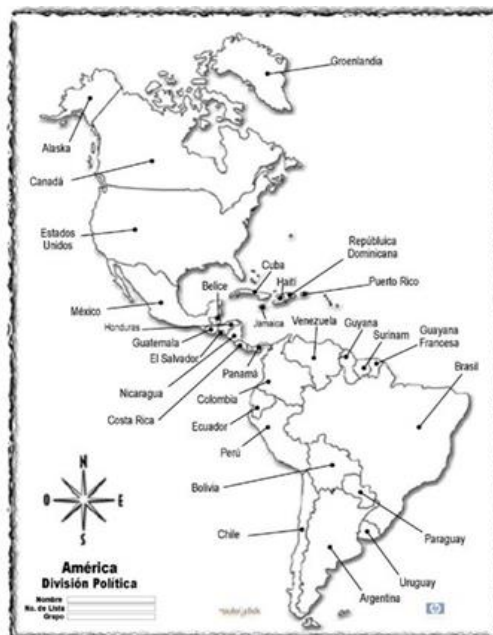 Groenlandia
Alaska
Canadá
Estados
Unidos
Cuba
Repúbluica
Dominicana
Haití
Puerto Rico
México
Belice
Jamaica
Honduras
Guatemala
El Salvador
Venezuela
Guyana
Surinam
Guayana
Francesa
Nicaragua
Panamá
Costa Rica
Colombia
Brasil
Ecuador
Perú
Bolivia
Chile
Paraguay
Uruguay
Argentina
N
O
E
S
América
División Política
Nombre
No. de Lista
Grupo
hp